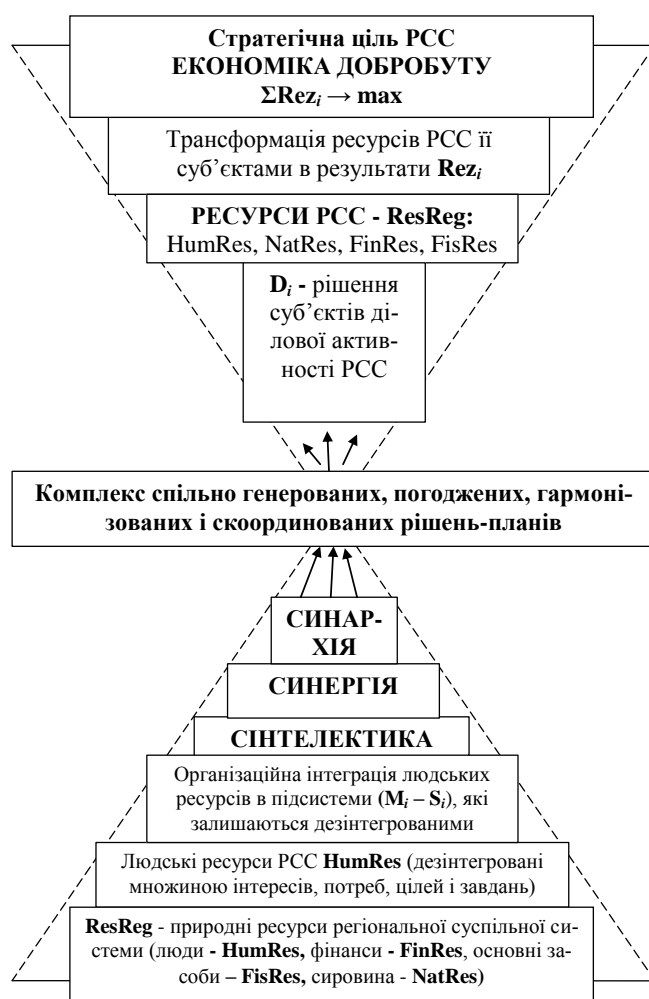 Стратегічна ціль РСС
ЕКОНОМІКА ДОБРОБУТУ
ΣRezᵢ → max
Трансформація ресурсів РСС її
суб’єктами в результати Rezᵢ
РЕСУРСИ РСС - ResReg:
HumRes, NatRes, FinRes, FisRes
Dᵢ - рішення
суб’єктів ді-
лової актив-
ності РСС
Комплекс спільно генерованих, погоджених, гармоні-
зованих і скоординованих рішень-планів
СИНАР-
ХІЯ
СИНЕРГІЯ
СІНТЕЛЕКТИКА
Організаційна інтеграція людських
ресурсів в підсистеми (Mᵢ – Sᵢ), які
залишаються дезінтегрованими
Людські ресурси РСС HumRes (дезінтегровані
множиною інтересів, потреб, цілей і завдань)
ResReg - природні ресурси регіональної суспільної си-
стеми (люди - HumRes, фінанси - FinRes, основні за-
соби – FisRes, сировина - NatRes)